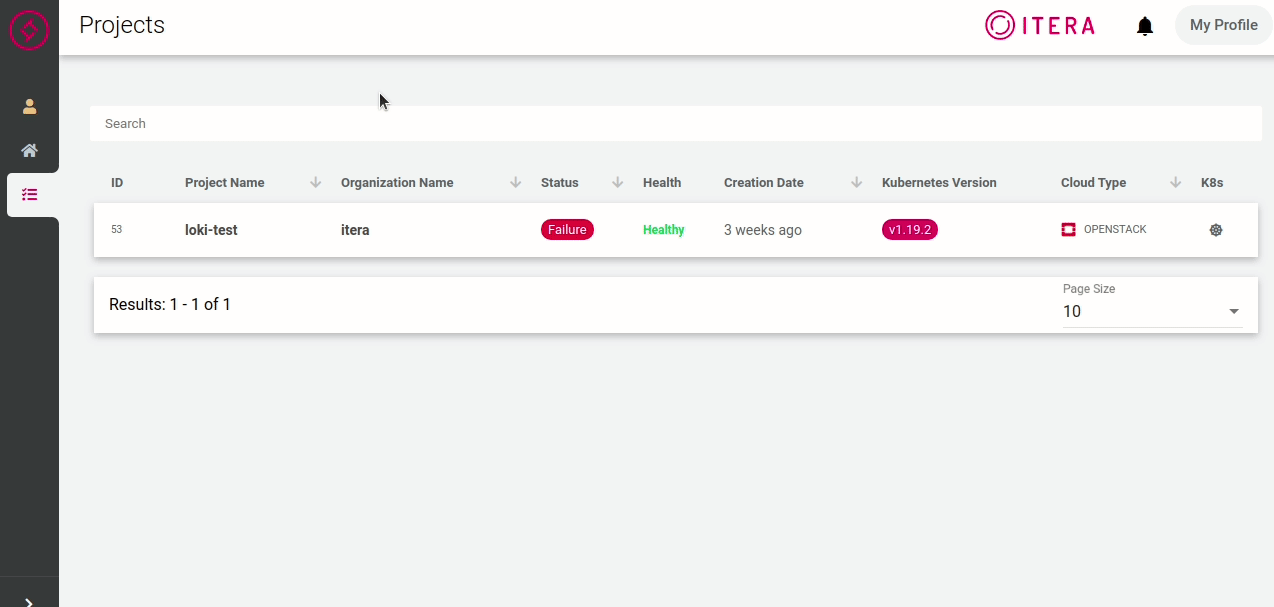 Projects
ITERA
My Profile
Search
ID Project Name Organization Name Status Health Creation Date Kubernetes Version Cloud Type K8s
53 loki-test itera Failure Healthy 3 weeks ago v1.19.2 OPENSTACK
Results: 1 - 1 of 1
Page Size
10